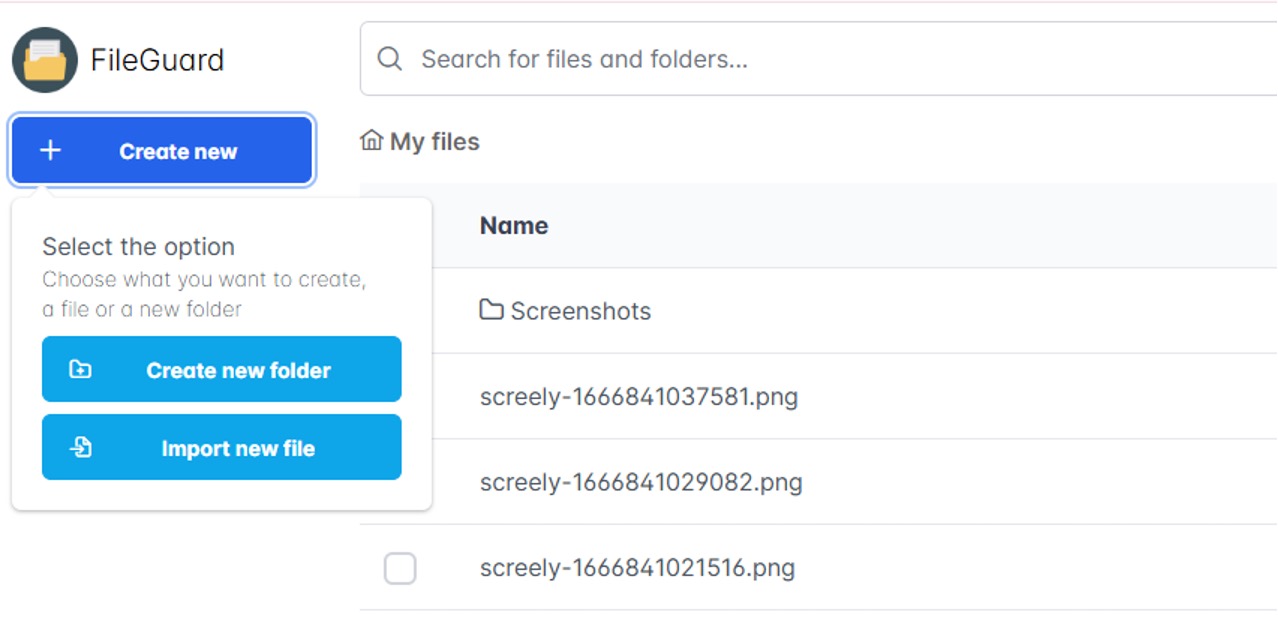 FileGuard
Search for files and folders...
Create new
My files
Select the option
Choose what you want to create,
a file or a new folder
Create new folder
Import new file
Name
Screenshots
screely-1666841037581.png
screely-1666841029082.png
screely-1666841021516.png